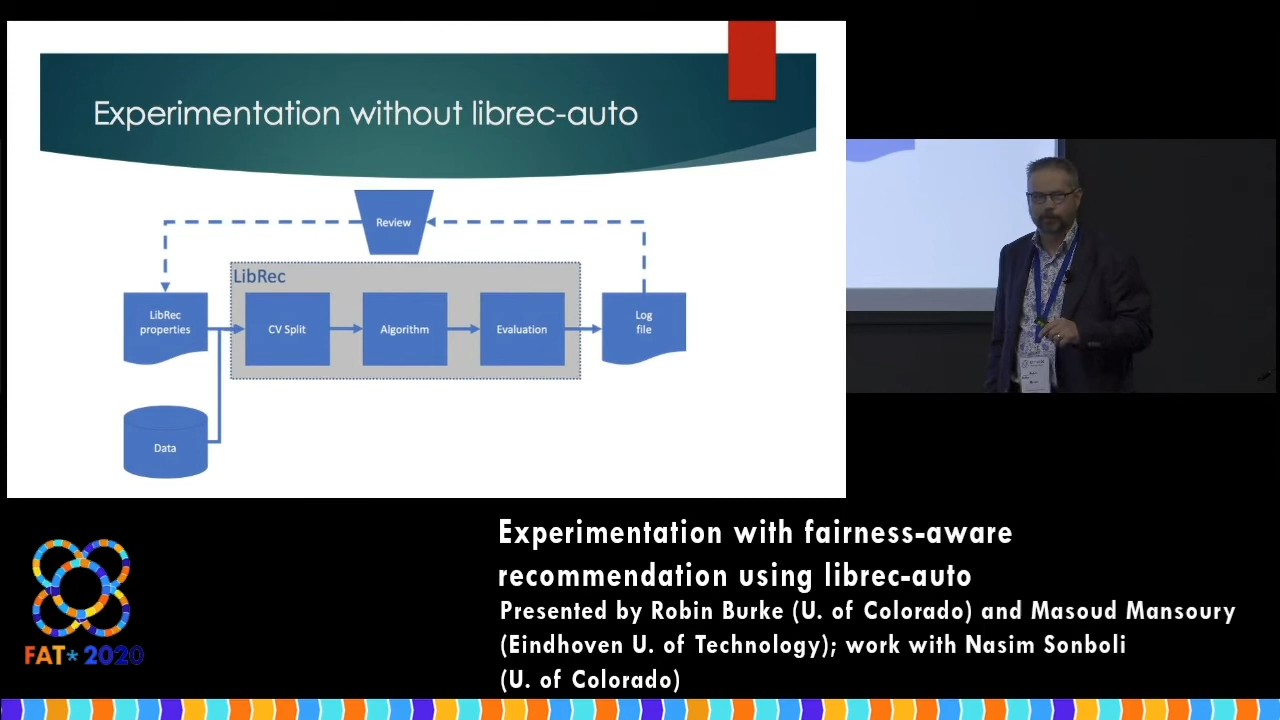 Experimentation without librec-auto
Review
LibRec
LibRec
properties
CV Split
Algorithm
Evaluation
Log
file
Data
Experimentation with fairness-aware
recommendation using librec-auto
Presented by Robin Burke (U. of Colorado) and Masoud Mansoury
(Eindhoven U. of Technology); work with Nasim Sonboli
(U. of Colorado)
FAT* 2020